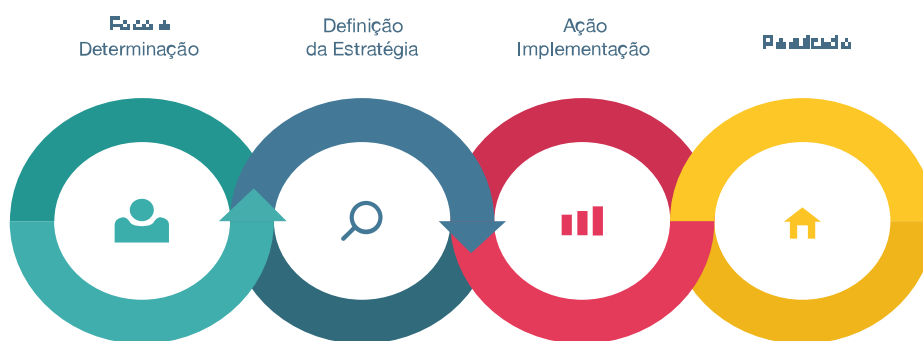 Determinação
Definição
da Estratégia
Ação
Implementação